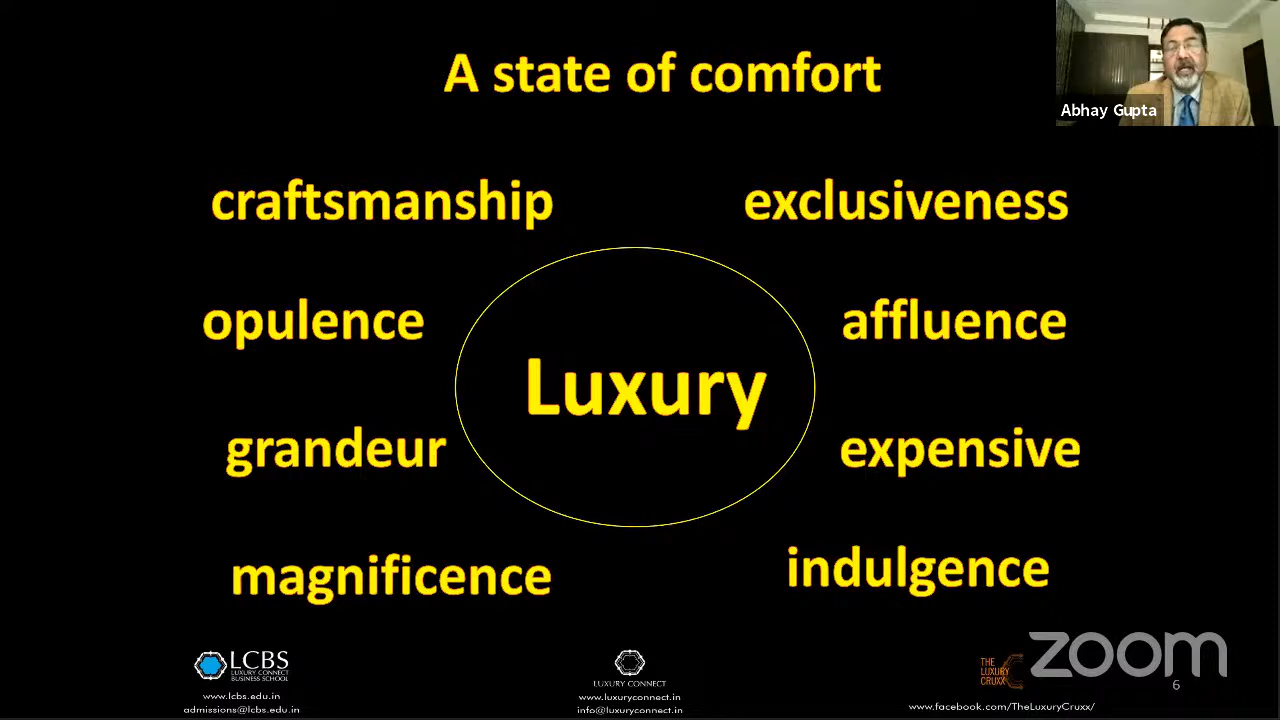 A state of comfort
Abhay Gupta
craftsmanship
exclusiveness
opulence
affluence
Luxury
grandeur
expensive
magnificence
indulgence
LCBS
LUXURY CONNECT
BUSINESS SCHOOL
www.lcbs.edu.in
admissions@lcbs.edu.in
LUXURY CONNECT
www.luxuryconnect.in
info@luxuryconnect.in
THE
LUXURY
CRUXX
zoom
6
www.facebook.com/TheLuxuryCruxx/